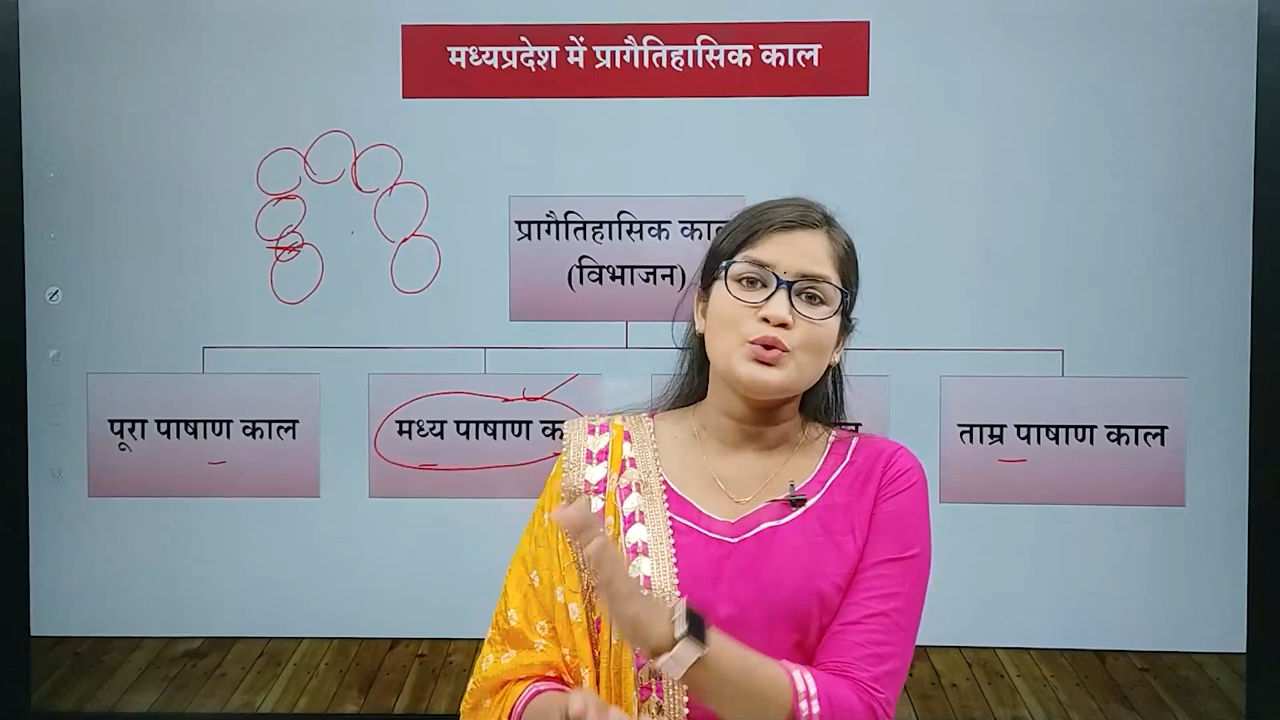 मध्यप्रदेश में प्रागैतिहासिक काल
प्रागैतिहासिक
(विभाजन)
पूरा पाषाण काल
मध्य पाषाण
ताम्र पाषाण काल